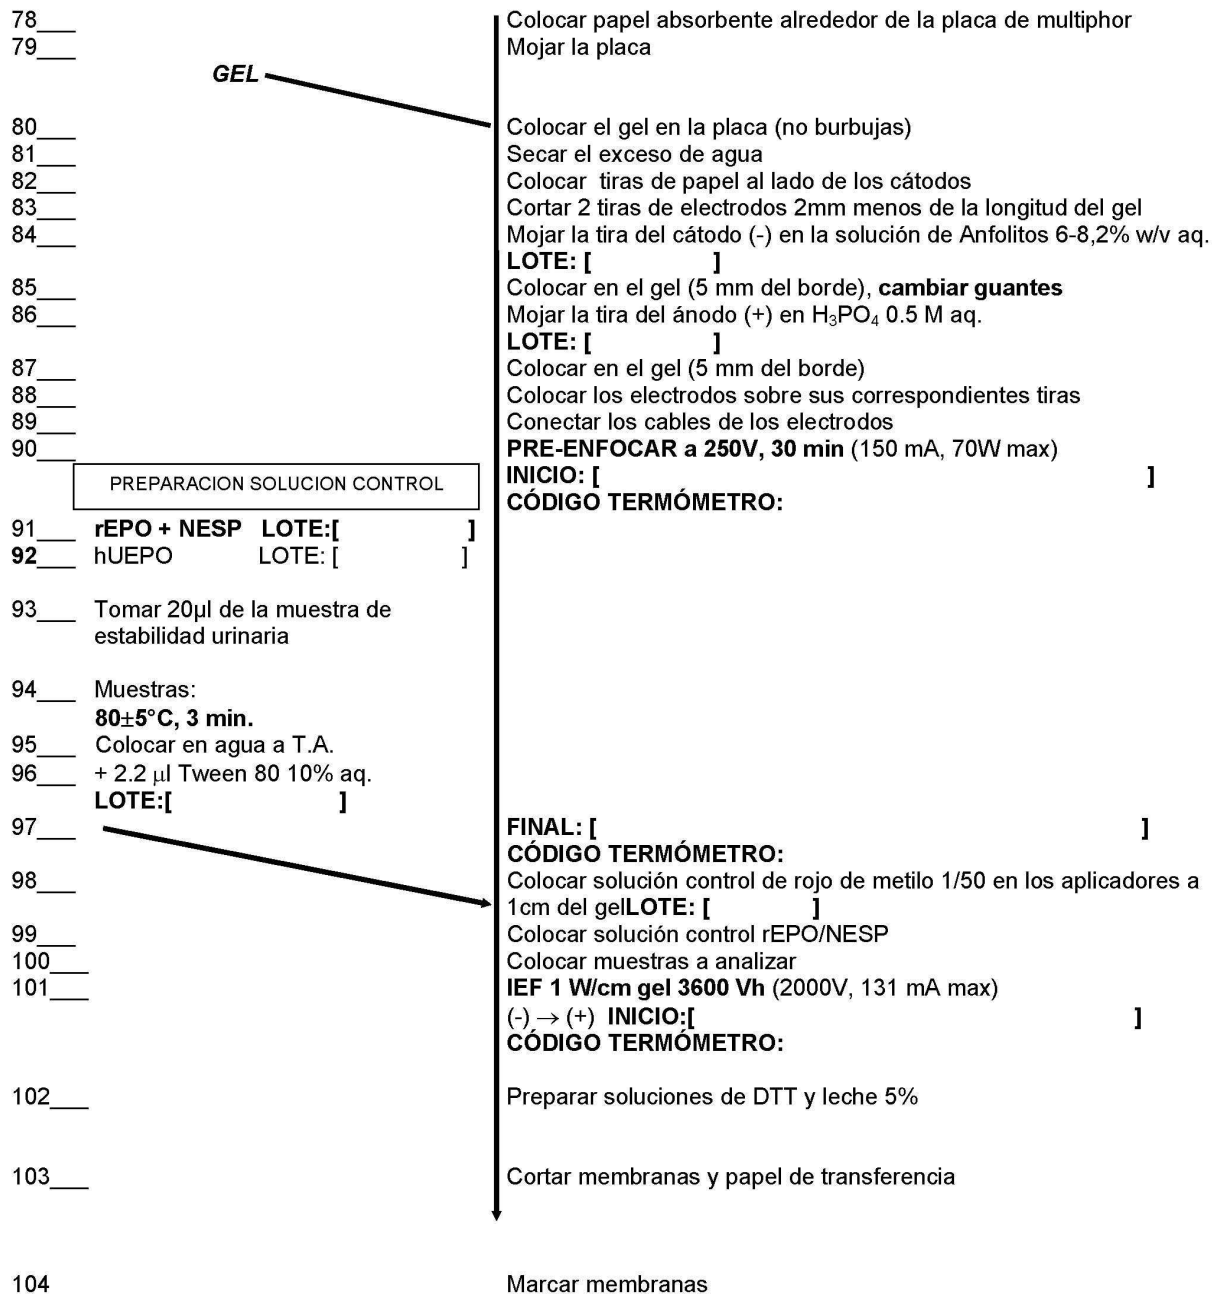 78___ Colocar papel absorbente alrededor de la placa de multiphor
79___ Mojar la placa
GEL
80___ Colocar el gel en la placa (no burbujas)
81___ Secar el exceso de agua
82___ Colocar tiras de papel al lado de los cátodos
83___ Cortar 2 tiras de electrodos 2mm menos de la longitud del gel
84___ Mojar la tira del cátodo (-) en la solución de Anfolitos 6-8,2% w/v aq.
LOTE: [ ]
85___ Colocar en el gel (5 mm del borde), cambiar guantes
86___ Mojar la tira del ánodo (+) en H₃PO₄ 0.5 M aq.
LOTE: [ ]
87___ Colocar en el gel (5 mm del borde)
88___ Colocar los electrodos sobre sus correspondientes tiras
89___ Conectar los cables de los electrodos
90___ PRE-ENFOCAR a 250V, 30 min (150 mA, 70W max)
INICIO: [ ]
PREPARACION SOLUCION CONTROL
CÓDIGO TERMÓMETRO:
91___ rEPO + NESP LOTE:[ ]
92___ hUEPO LOTE: [ ]
93___ Tomar 20µl de la muestra de
estabilidad urinaria
94___ Muestras:
80±5°C, 3 min.
95___ Colocar en agua a T.A.
96___ + 2.2 µl Tween 80 10% aq.
LOTE:[ ]
97___ FINAL: [ ]
CÓDIGO TERMÓMETRO:
98___ Colocar solución control de rojo de metilo 1/50 en los aplicadores a
1cm del gelLOTE: [ ]
99___ Colocar solución control rEPO/NESP
100___ Colocar muestras a analizar
101___ IEF 1 W/cm gel 3600 Vh (2000V, 131 mA max)
(-) → (+) INICIO:[ ]
CÓDIGO TERMÓMETRO:
102___ Preparar soluciones de DTT y leche 5%
103___ Cortar membranas y papel de transferencia
104 Marcar membranas